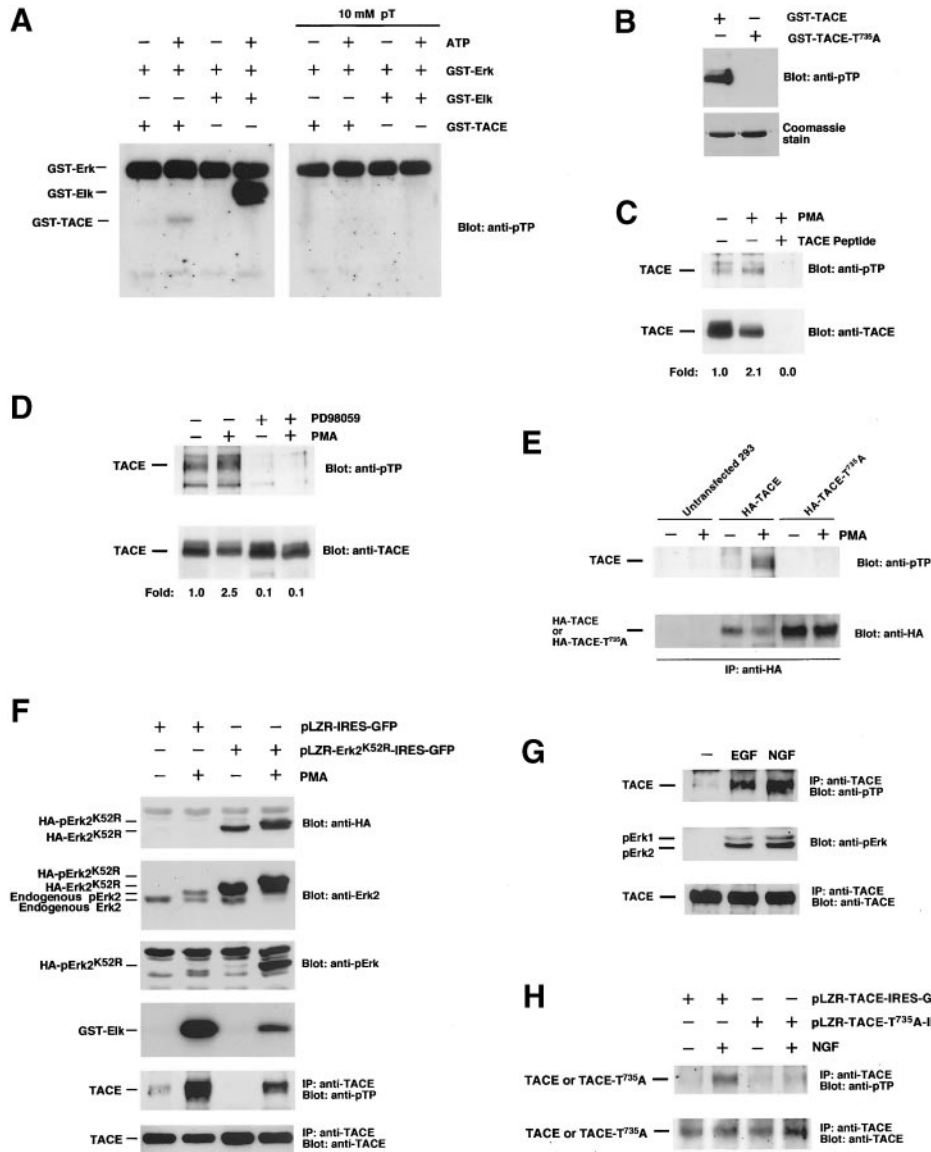 A
10 mM pT
– + – + – + – + ATP
+ + + + + + + + GST-Erk
– – + + – – + + GST-Elk
+ + – – + + – – GST-TACE
GST-Erk
GST-Elk
GST-TACE
Blot: anti-pTP
B
+ – GST-TACE
– + GST-TACE-T⁷³⁵A
Blot: anti-pTP
Coomassie
stain
C
– + + PMA
– – + TACE Peptide
TACE Blot: anti-pTP
TACE Blot: anti-TACE
Fold: 1.0 2.1 0.0
D
– – + + PD98059
– + – + PMA
TACE Blot: anti-pTP
TACE Blot: anti-TACE
Fold: 1.0 2.5 0.1 0.1
E
Untransfected 293
HA-TACE
HA-TACE-T⁷³⁵A
– + – + – + PMA
TACE Blot: anti-pTP
HA-TACE
or
HA-TACE-T⁷³⁵A
Blot: anti-HA
IP: anti-HA
F
+ + – – pLZR-IRES-GFP
– – + + pLZR-Erk2ᴷ⁵²ᴿ-IRES-GFP
– + – + PMA
HA-pErk2ᴷ⁵²ᴿ
HA-Erk2ᴷ⁵²ᴿ
Blot: anti-HA
HA-pErk2ᴷ⁵²ᴿ
HA-Erk2ᴷ⁵²ᴿ
Endogenous pErk2
Endogenous Erk2
Blot: anti-Erk2
HA-pErk2ᴷ⁵²ᴿ Blot: anti-pErk
GST-Elk
TACE IP: anti-TACE
Blot: anti-pTP
TACE IP: anti-TACE
Blot: anti-TACE
G
– EGF NGF
TACE IP: anti-TACE
Blot: anti-pTP
pErk1
pErk2
Blot: anti-pErk
TACE IP: anti-TACE
Blot: anti-TACE
H
+ + – – pLZR-TACE-IRES-G
– – + + pLZR-TACE-T⁷³⁵A-I
– + – + NGF
TACE or TACE-T⁷³⁵A IP: anti-TACE
Blot: anti-pTP
TACE or TACE-T⁷³⁵A IP: anti-TACE
Blot: anti-TACE